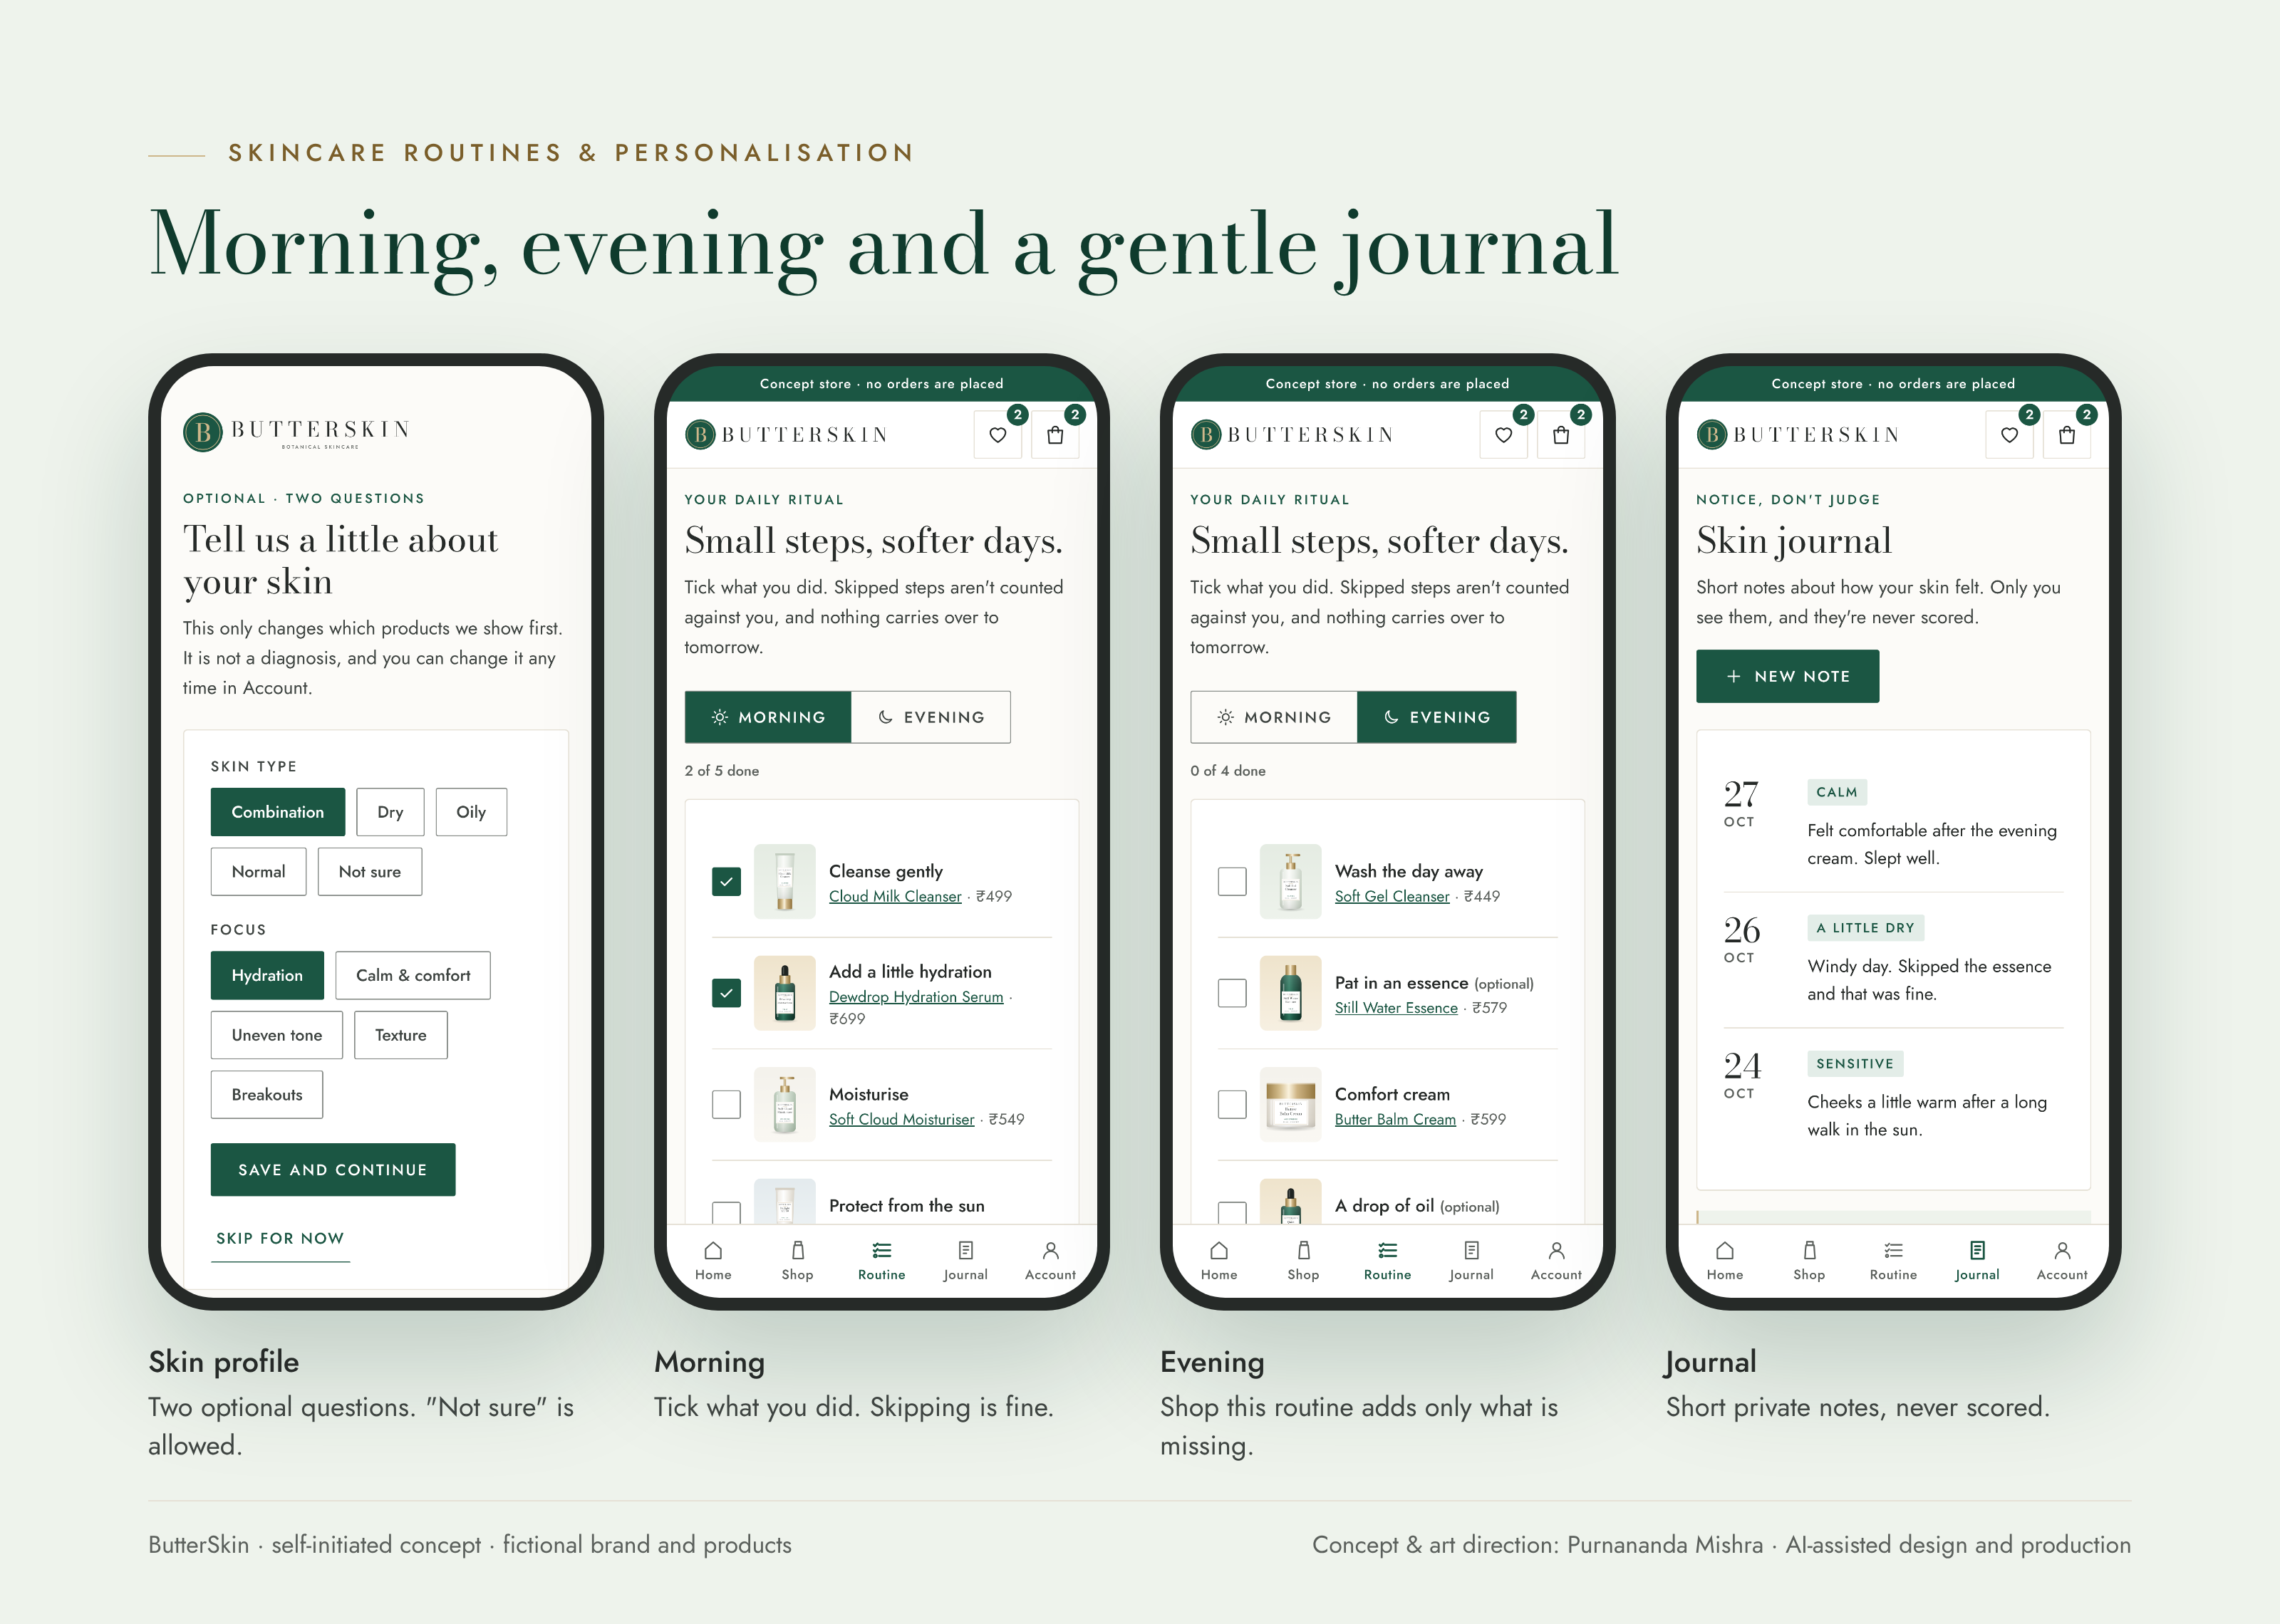 SKINCARE ROUTINES & PERSONALISATION
Morning, evening and a gentle journal
B BUTTERSKIN
BOTANICAL SKINCARE
OPTIONAL · TWO QUESTIONS
Tell us a little about
your skin
This only changes which products we show first.
It is not a diagnosis, and you can change it any
time in Account.
SKIN TYPE
Combination Dry Oily
Normal Not sure
FOCUS
Hydration Calm & comfort
Uneven tone Texture
Breakouts
SAVE AND CONTINUE
SKIP FOR NOW
Concept store · no orders are placed
B BUTTERSKIN 2 2
YOUR DAILY RITUAL
Small steps, softer days.
Tick what you did. Skipped steps aren't counted
against you, and nothing carries over to
tomorrow.
MORNING EVENING
2 of 5 done
Cleanse gently
Cloud Milk Cleanser · ₹499
Add a little hydration
Dewdrop Hydration Serum ·
₹699
Moisturise
Soft Cloud Moisturiser · ₹549
Protect from the sun
Home Shop Routine Journal Account
Concept store · no orders are placed
B BUTTERSKIN 2 2
YOUR DAILY RITUAL
Small steps, softer days.
Tick what you did. Skipped steps aren't counted
against you, and nothing carries over to
tomorrow.
MORNING EVENING
0 of 4 done
Wash the day away
Soft Gel Cleanser · ₹449
Pat in an essence (optional)
Still Water Essence · ₹579
Comfort cream
Butter Balm Cream · ₹599
A drop of oil (optional)
Home Shop Routine Journal Account
Concept store · no orders are placed
B BUTTERSKIN 2 2
NOTICE, DON'T JUDGE
Skin journal
Short notes about how your skin felt. Only you
see them, and they're never scored.
+ NEW NOTE
27 OCT
CALM
Felt comfortable after the evening
cream. Slept well.
26 OCT
A LITTLE DRY
Windy day. Skipped the essence
and that was fine.
24 OCT
SENSITIVE
Cheeks a little warm after a long
walk in the sun.
Home Shop Routine Journal Account
Skin profile
Two optional questions. "Not sure" is
allowed.
Morning
Tick what you did. Skipping is fine.
Evening
Shop this routine adds only what is
missing.
Journal
Short private notes, never scored.
ButterSkin · self-initiated concept · fictional brand and products
Concept & art direction: Purnananda Mishra · AI-assisted design and production